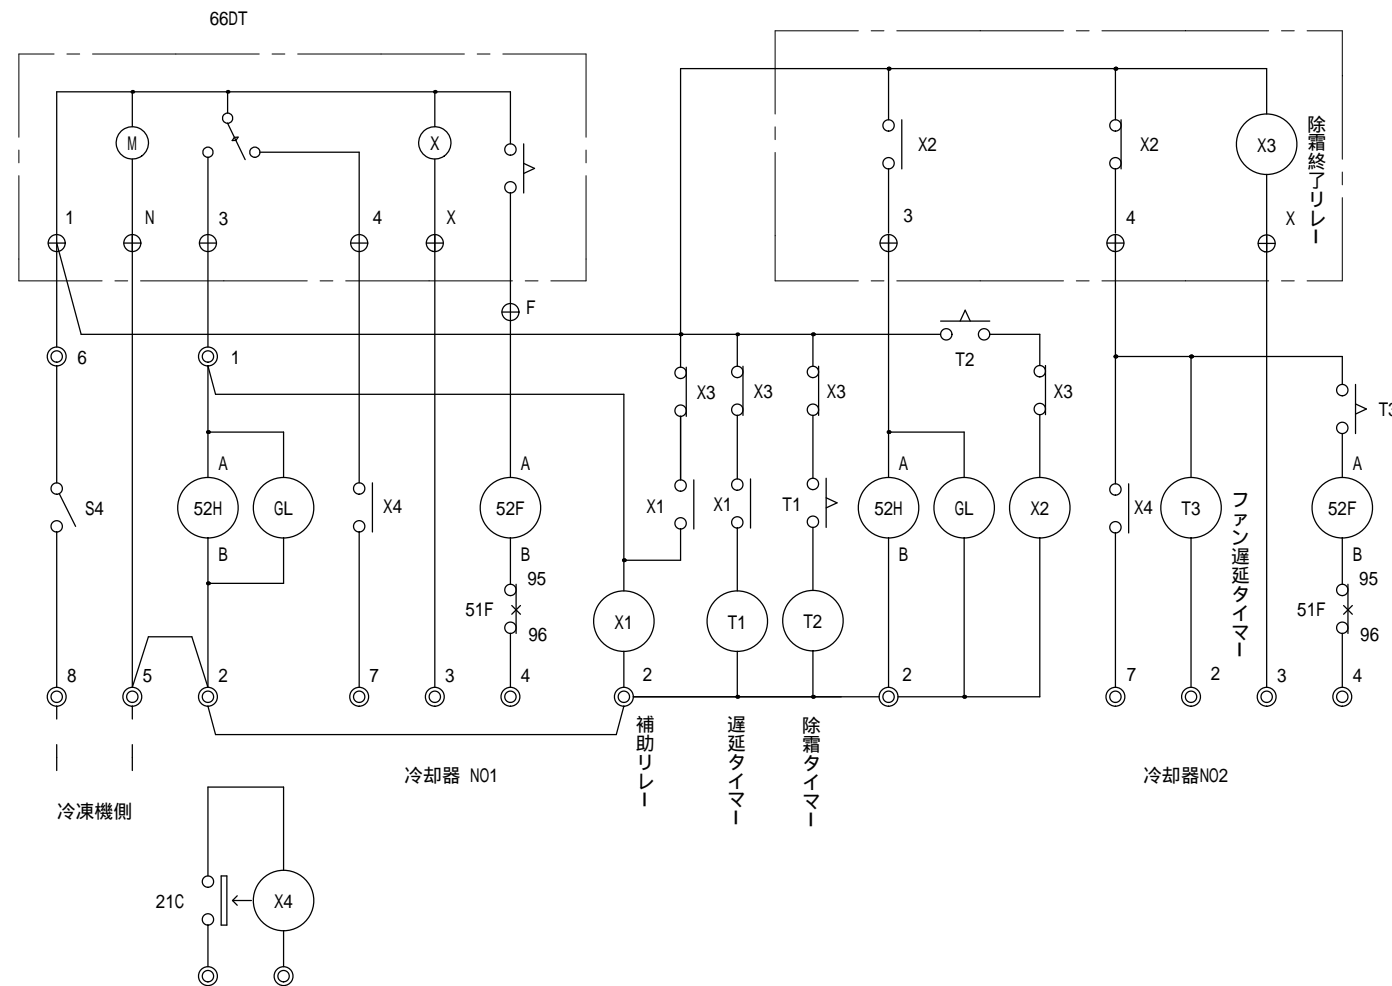 66DT
M
X
X2
X2
X3
除霜終了リレー
1
N
3
4
X
3
4
X
F
6
1
T2
X3
X3
X3
X3
T3
A
A
A
A
S4
52H
GL
X4
52F
X1
X1
T1
52H
GL
X2
X4
T3
ファン遅延タイマー
52F
B
B
B
B
95
95
51F
51F
96
96
X1
T1
T2
8
5
2
7
3
4
2
2
7
2
3
4
補助リレー
遅延タイマー
除霜タイマー
冷却器 NO1
冷却器NO2
冷凍機側
21C
X4